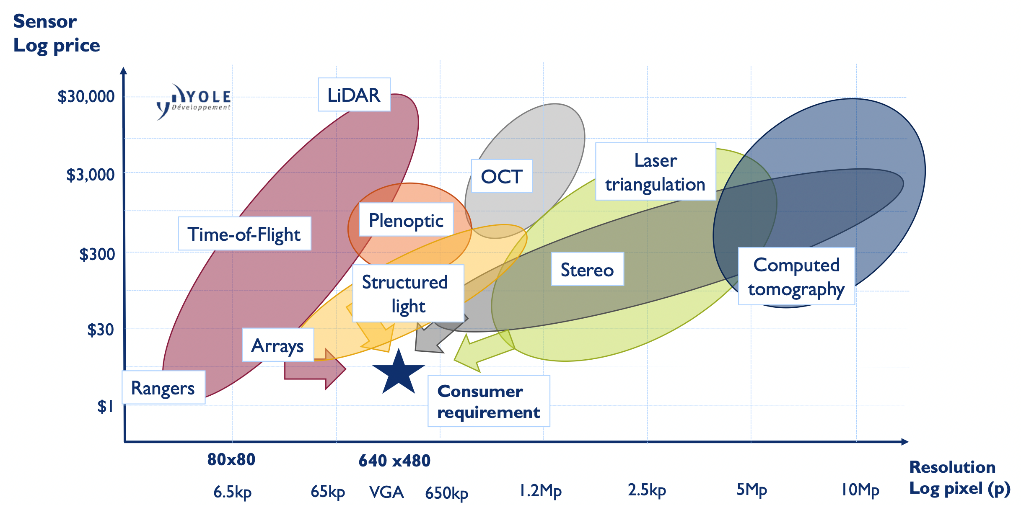 Sensor
Log price
$30,000
YOLE
Développement
LiDAR
Laser
triangulation
$3,000
OCT
Plenoptic
Time-of-Flight
$300
Structured
light
Stereo
Computed
tomography
$30
Arrays
Rangers
Consumer
requirement
$1
80x80
640 x480
Resolution
Log pixel (p)
6.5kp
65kp
VGA
650kp
1.2Mp
2.5kp
5Mp
10Mp